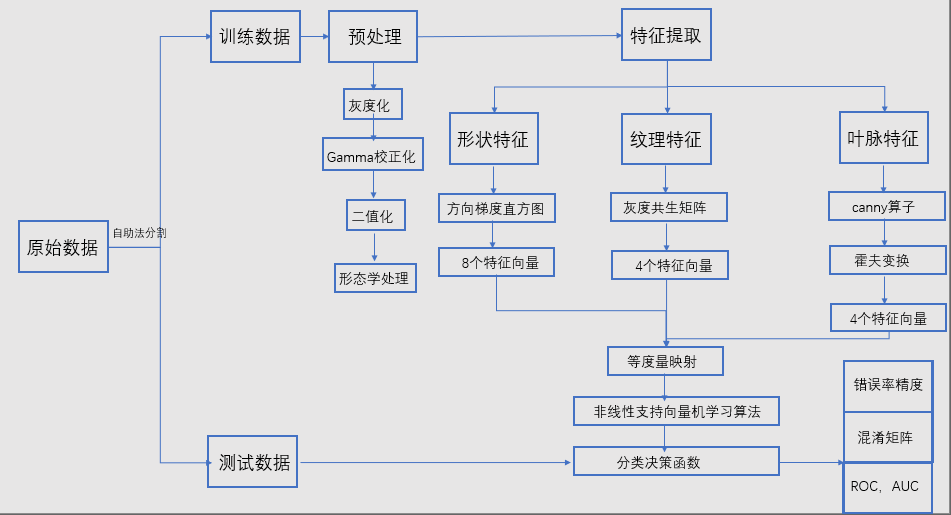 训练数据
预处理
特征提取
灰度化
Gamma校正化
二值化
形态学处理
形状特征
纹理特征
叶脉特征
方向梯度直方图
灰度共生矩阵
canny算子
8个特征向量
4个特征向量
霍夫变换
4个特征向量
原始数据
自助法分割
等度量映射
非线性支持向量机学习算法
测试数据
分类决策函数
错误率精度
混淆矩阵
ROC，AUC